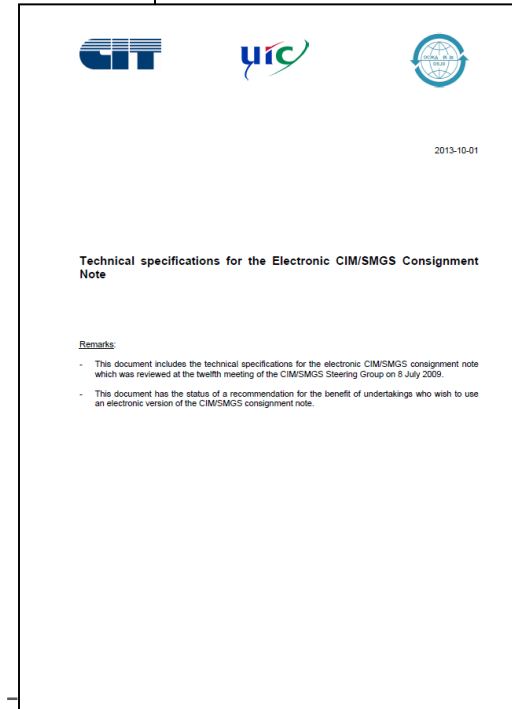 CIT
uic
2013-10-01
Technical specifications for the Electronic CIM/SMGS Consignment
Note
Remarks:
- This document includes the technical specifications for the electronic CIM/SMGS consignment note
which was reviewed at the twelfth meeting of the CIM/SMGS Steering Group on 8 July 2009.
- This document has the status of a recommendation for the benefit of undertakings who wish to use
an electronic version of the CIM/SMGS consignment note.